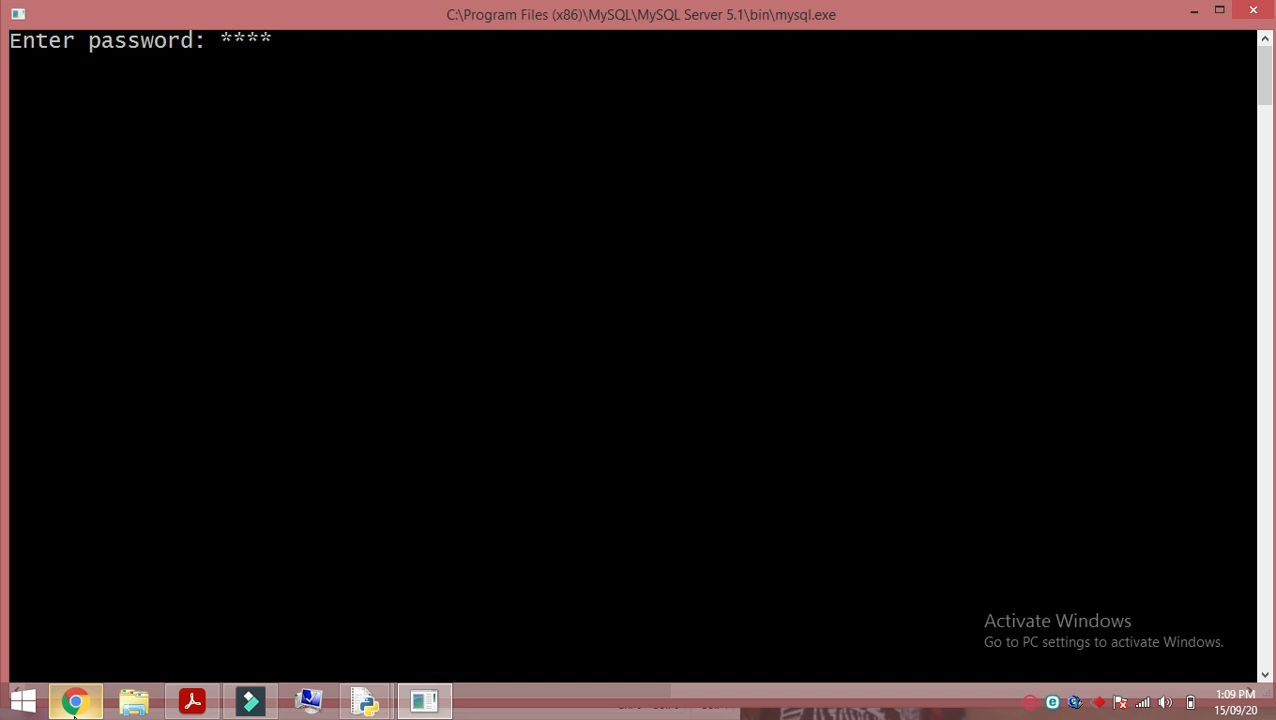 C:\Program Files (x86)\MySQL\MySQL Server 5.1\bin\mysql.exe
Enter password: ****
Activate Windows
Go to PC settings to activate Windows.
1:09 PM
15/09/20